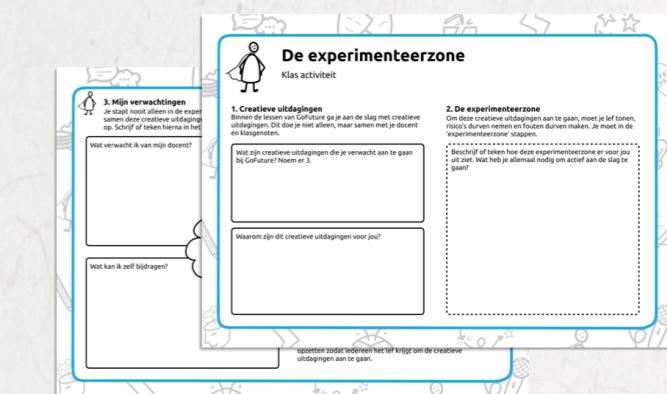 De experimenteerzone
Klas activiteit
1. Creatieve uitdagingen
Binnen de lessen van GoFuture ga je aan de slag met creatieve
uitdagingen. Dit doe je niet alleen, maar samen met je docent
en klasgenoten.
Wat zijn creatieve uitdagingen die je verwacht aan te gaan
bij GoFuture? Noem er 3.
Waarom zijn dit creatieve uitdagingen voor jou?
2. De experimenteerzone
Om deze creatieve uitdagingen aan te gaan, moet je lef tonen,
risico's durven nemen en fouten durven maken. Je moet in de
'experimenteerzone' stappen.
Beschrijf of teken hoe deze experimenteerzone er voor jou
uit ziet. Wat heb je allemaal nodig om actief aan de slag te
gaan?
3. Mijn verwachtingen
Je stapt nooit alleen in de exper
samen deze creatieve uitdaging
op. Schrijf of teken hierna in het
Wat verwacht ik van mijn docent?
Wat kan ik zelf bijdragen?
opzetten zodat iedereen het lef krijgt om de creatieve
uitdagingen aan te gaan.